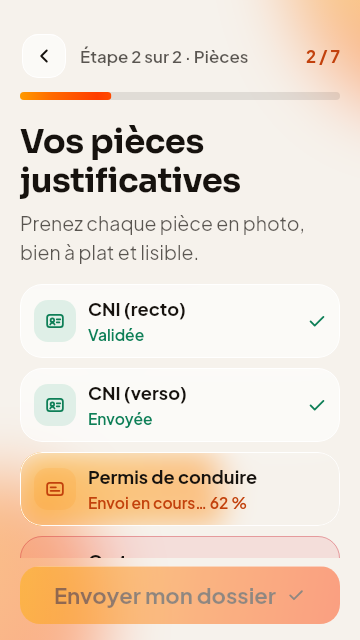 Étape 2 sur 2 · Pièces
2 / 7
Vos pièces
justificatives
Prenez chaque pièce en photo,
bien à plat et lisible.
CNI (recto)
Validée
CNI (verso)
Envoyée
Permis de conduire
Envoi en cours… 62 %
Envoyer mon dossier